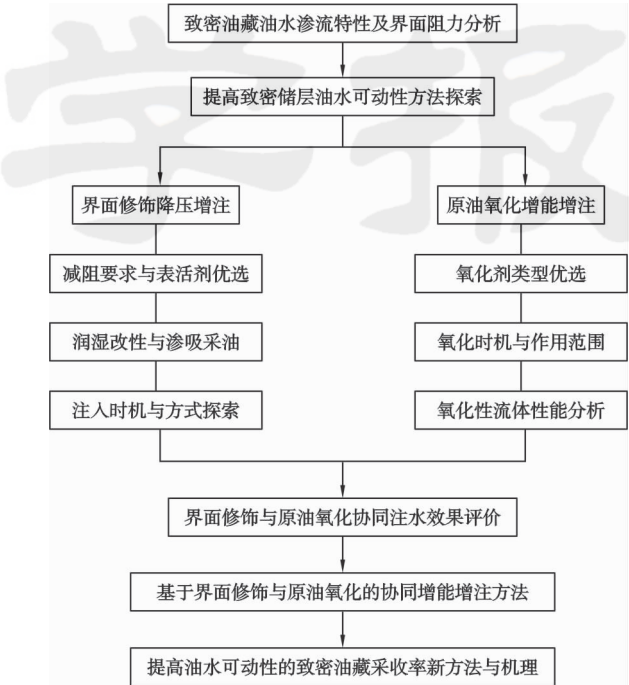 学报
致密油藏油水渗流特性及界面阻力分析
提高致密储层油水可动性方法探索
界面修饰降压增注
原油氧化增能增注
减阻要求与表活剂优选
氧化剂类型优选
润湿改性与渗吸采油
氧化时机与作用范围
注入时机与方式探索
氧化性流体性能分析
界面修饰与原油氧化协同注水效果评价
基于界面修饰与原油氧化的协同增能增注方法
提高油水可动性的致密油藏采收率新方法与机理